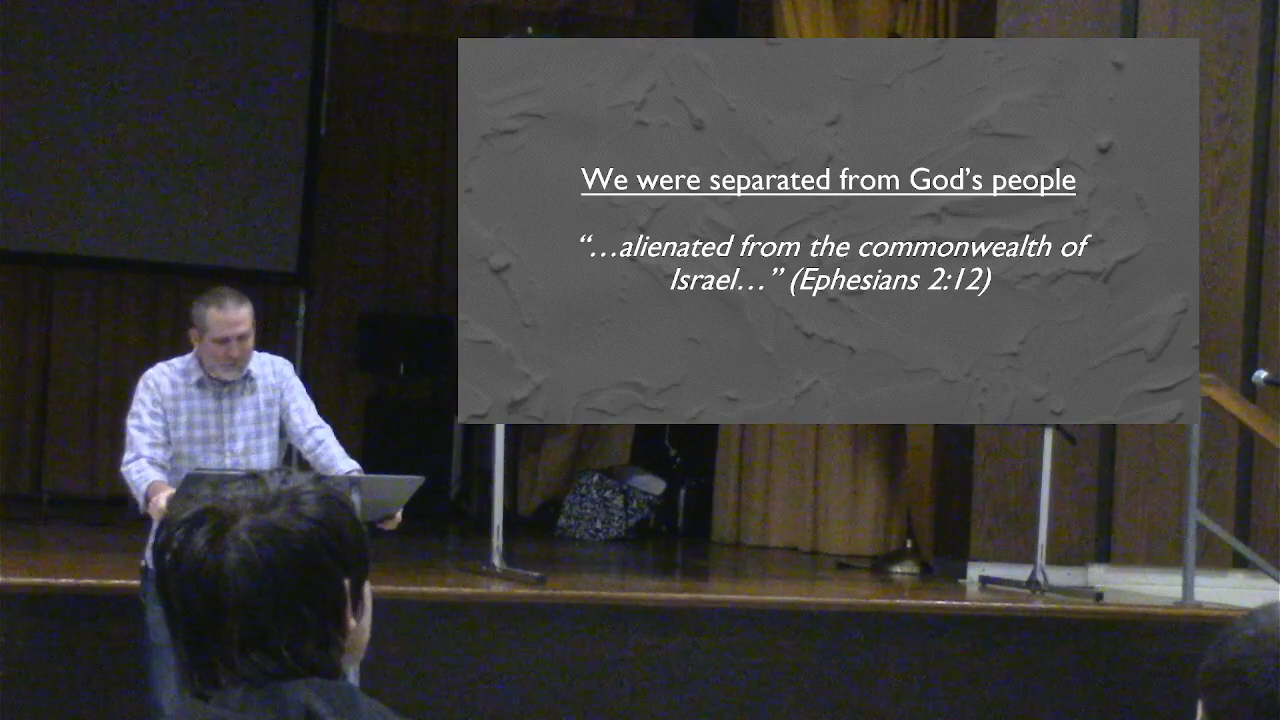 We were separated from God’s people
“…alienated from the commonwealth of
Israel…” (Ephesians 2:12)